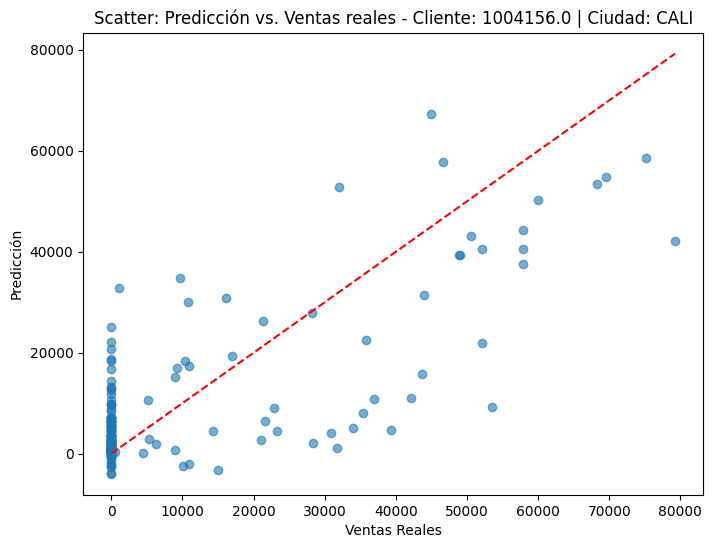 Scatter: Predicción vs. Ventas reales - Cliente: 1004156.0 | Ciudad: CALI
80000
60000
40000
20000
0
Predicción
0 10000 20000 30000 40000 50000 60000 70000 80000
Ventas Reales